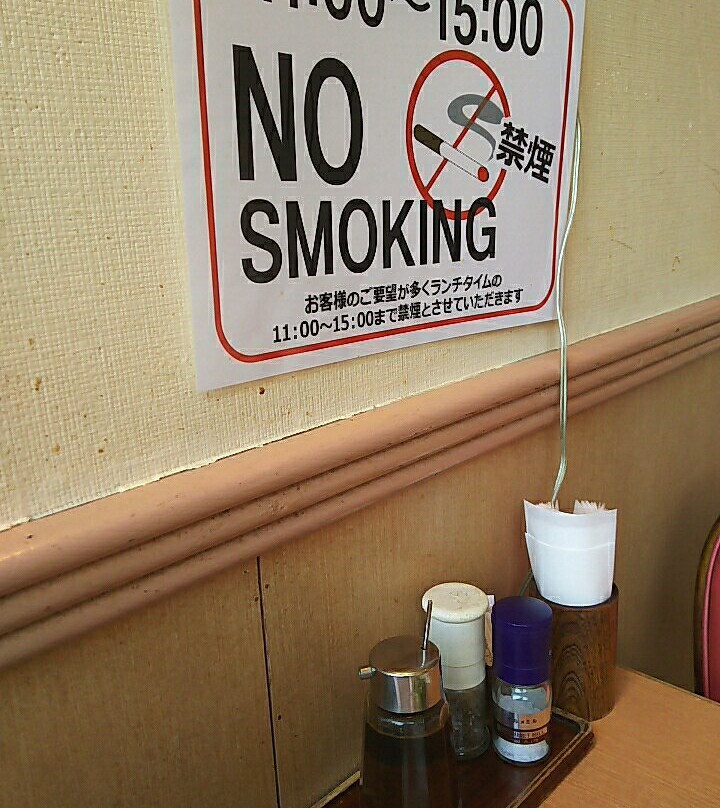 11:00～15:00
NO
禁煙
SMOKING
お客様のご要望が多くランチタイムの
11:00～15:00まで禁煙とさせていただきます